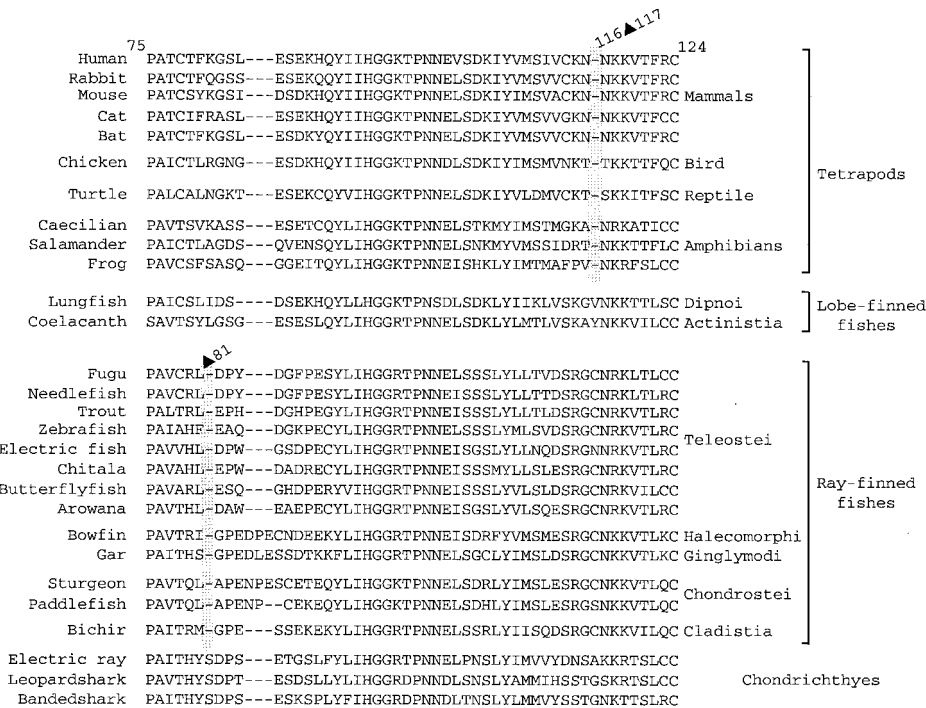 116▲117
75 124
Human PATCTFKGSL---ESEKHQYIIHGGKTPNNEVSDKIYVMSIVCKN-NKKVTFRC
Rabbit PATCTFQGSS---ESEKQQYIIHGGKTPNNELSDKIYVMSVVCKN-NKKVTFRC
Mouse PATCSYKGSI---DSDKHQYIIHGGKTPNNELSDKIYIMSVACKN-NKKVTFRC Mammals
Cat PATCIFRASL---ESEKHQYIIHGGKTPNNELSDKIYIMSVVGKN-NKKVTFCC
Bat PATCTFKGSL---ESDKYQYIIHGGKTPNNELSDKIYIMSVVCKN-NKKVTFRC
Chicken PAICTLRGNG---ESDKHQYIIHGGKTPNNDLSDKIYIMSMVNKT-TKKTTFQC Bird
Tetrapods
Turtle PALCALNGKT---ESEKCQYVIHGGKTPNNELSDKIYVLDMVCKT-SKKITFSC Reptile
Caecilian PAVTSVKASS---ESETCQYLIHGGKTPNNELSTKMYIMSTMGKA-NRKATICC
Salamander PAICTLAGDS---QVENSQYLIHGGKTPNNELSNKMYVMSSIDRT-NKKTTFLC Amphibians
Frog PAVCSFSASQ---GGEITQYLIHGGKTPNNEISHKLYIMTMAFPV-NKRFSLCC
Lungfish PAICSLIDS----DSEKHQYLLHGGKTPNSDLSDKLYIIKLVSKGVNKKTTLSC Dipnoi
Lobe-finned fishes
Coelacanth SAVTSYLGSG---ESESLQYLIHGGRTPNNELSDKLYLMTLVSKAYNKKVILCC Actinistia
▶81
Fugu PAVCRL-DPY---DGFPESYLIHGGRTPNNELSSSLYLLTVDSRGCNRKLTLCC
Needlefish PAVCRL-DPY---DGFPESYLIHGGRTPNNEISSSLYLLTTDSRGCNRKLTLRC
Trout PALTRL-EPH---DGHPEGYLIHGGRTPNNEISSSLYLLTLDSRGCNRKVTLRC
Zebrafish PAIAHF-EAQ---DGKPECYLIHGGRTPNNELSSSLYMLSVDSRGCNRKVTLRC
Teleostei
Electric fish PAVVHL-DPW---GSDPECYLIHGGRTPNNEISGSLYLLNQDSRGNNRKVTLRC
Chitala PAVAHL-EPW---DADRECYLIHGGRTPNNEISSSMYLLSLESRGCNRKVTLRC
Butterflyfish PAVARL-ESQ---GHDPERYVIHGGRTPNNEISSSLYVLSLDSRGCNRKVILCC
Ray-finned fishes
Arowana PAVTHL-DAW---EAEPECYLIHGGRTPNNEISGSLYVLSQESRGCNRKVTLRC
Bowfin PAVTRI-GPEDPECNDEEKYLIHGGRTPNNEISDRFYVMSMESRGCNKKVTLKC Halecomorphi
Gar PAITHS-GPEDLESSDTKKFLIHGGRTPNNELSGCLYIMSLDSRGCNKKVTLKC Ginglymodi
Sturgeon PAVTQL-APENPESCETEQYLIHGGKTPNNELSDRLYIMSLESRGCNKKVTLQC
Chondrostei
Paddlefish PAVTQL-APENP--CEKEQYLIHGGKTPNNELSDHLYIMSLESRGSNKKVTLQC
Bichir PAITRM-GPE---SSEKEKYLIHGGRTPNNELSSRLYIISQDSRGCNKKVILQC Cladistia
Electric ray PAITHYSDPS---ETGSLFYLIHGGRTPNNELPNSLYIMVVYDNSAKKRTSLCC
Leopardshark PAVTHYSDPT---ESDSLLYLIHGGRDPNNDLSNSLYAMMIHSSTGSKRTSLCC Chondrichthyes
Bandedshark PAITHYSDPS---ESKSPLYFIHGGRDPNNDLTNSLYLMMVYSSTGNKTTSLRC